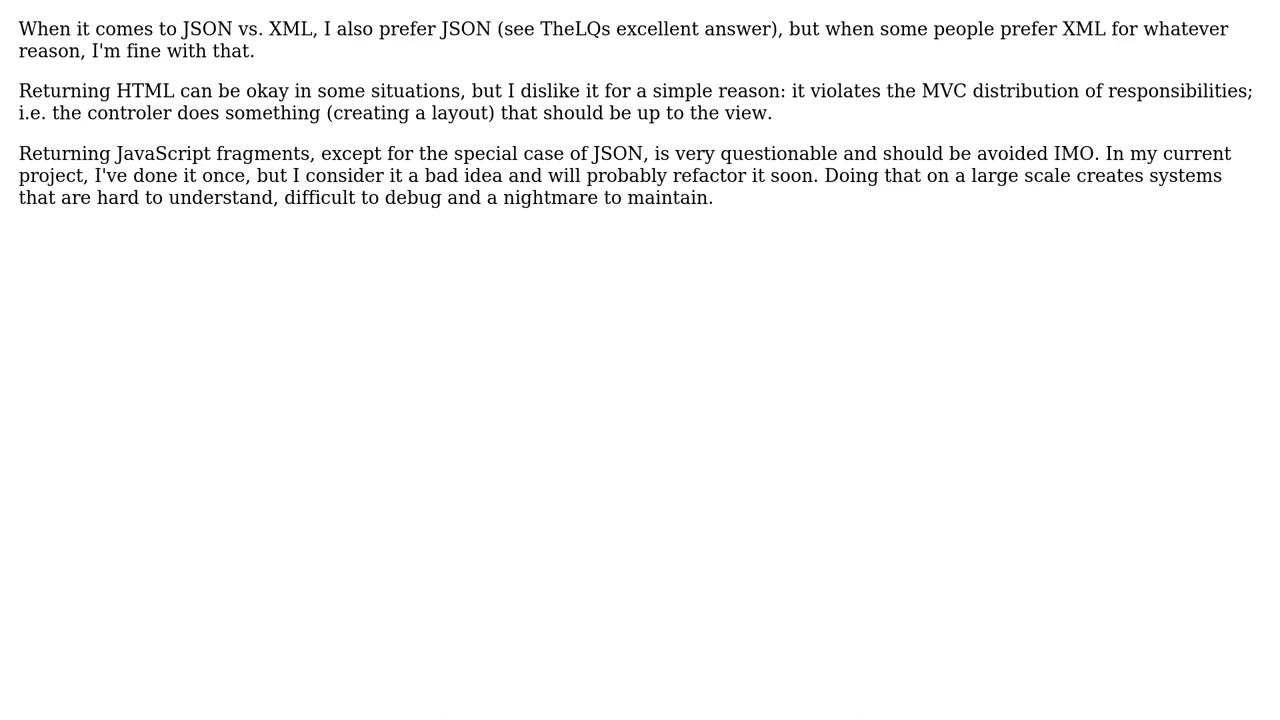 When it comes to JSON vs. XML, I also prefer JSON (see TheLQs excellent answer), but when some people prefer XML for whatever
reason, I'm fine with that.
Returning HTML can be okay in some situations, but I dislike it for a simple reason: it violates the MVC distribution of responsibilities;
i.e. the controler does something (creating a layout) that should be up to the view.
Returning JavaScript fragments, except for the special case of JSON, is very questionable and should be avoided IMO. In my current
project, I've done it once, but I consider it a bad idea and will probably refactor it soon. Doing that on a large scale creates systems
that are hard to understand, difficult to debug and a nightmare to maintain.